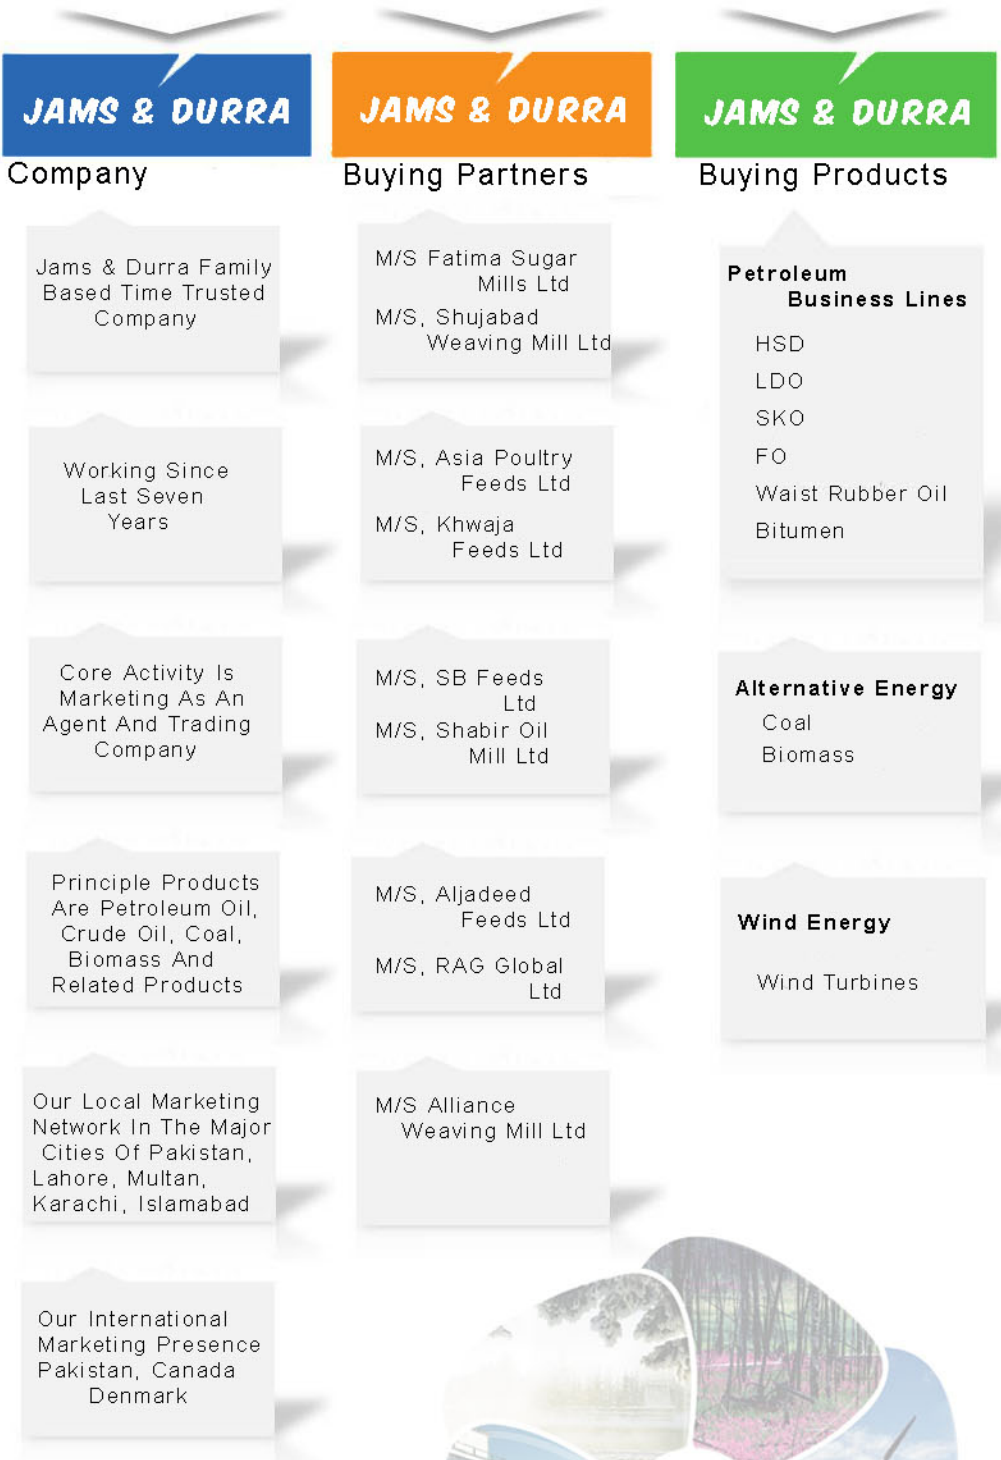 JAMS & DURRA
Company
Jams & Durra Family
Based Time Trusted
Company
Working Since
Last Seven
Years
Core Activity Is
Marketing As An
Agent And Trading
Company
Principle Products
Are Petroleum Oil,
Crude Oil, Coal,
Biomass And
Related Products
Our Local Marketing
Network In The Major
Cities Of Pakistan,
Lahore, Multan,
Karachi, Islamabad
Our International
Marketing Presence
Pakistan, Canada
Denmark
JAMS & DURRA
Buying Partners
M/S Fatima Sugar
Mills Ltd
M/S, Shujabad
Weaving Mill Ltd
M/S, Asia Poultry
Feeds Ltd
M/S, Khwaja
Feeds Ltd
M/S, SB Feeds
Ltd
M/S, Shabir Oil
Mill Ltd
M/S, Aljadeed
Feeds Ltd
M/S, RAG Global
Ltd
M/S Alliance
Weaving Mill Ltd
JAMS & DURRA
Buying Products
Petroleum
Business Lines
HSD
LDO
SKO
FO
Waist Rubber Oil
Bitumen
Alternative Energy
Coal
Biomass
Wind Energy
Wind Turbines